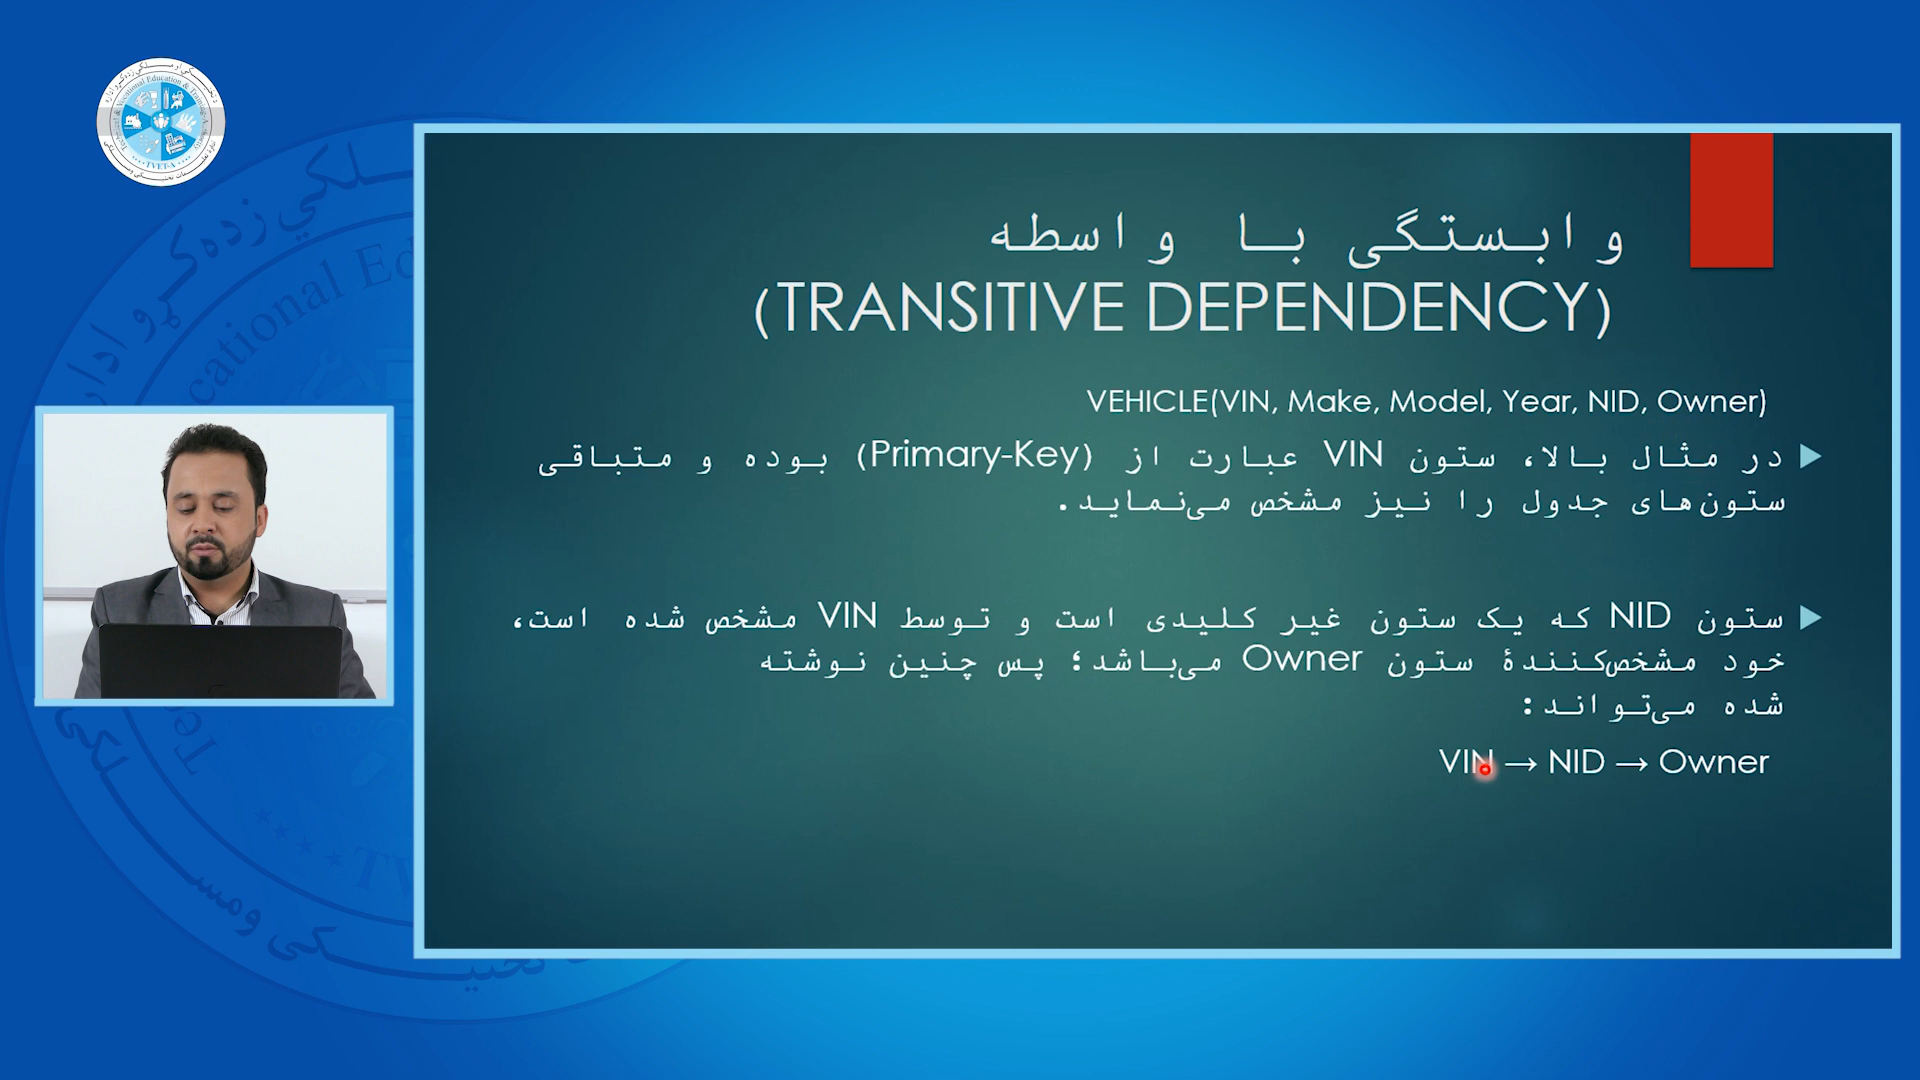 وابستگی با واسطه
(TRANSITIVE DEPENDENCY)
VEHICLE(VIN, Make, Model, Year, NID, Owner)
در مثال بالا، ستون VIN عبارت از (Primary-Key) بوده و متباقی
ستون‌های جدول را نیز مشخص می‌نماید.
ستون NID که یک ستون غیر کلیدی است و توسط VIN مشخص شده است،
خود مشخص‌کنندهٔ ستون Owner می‌باشد؛ پس چنین نوشته
شده می‌تواند:
VIN → NID → Owner
TVET-A